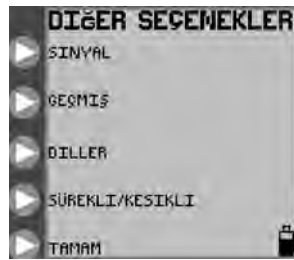 DIĞER SEÇENEKLER
SINYAL
GEÇMIŞ
DILLER
SÜREKLI/KESIKLI
TAMAM